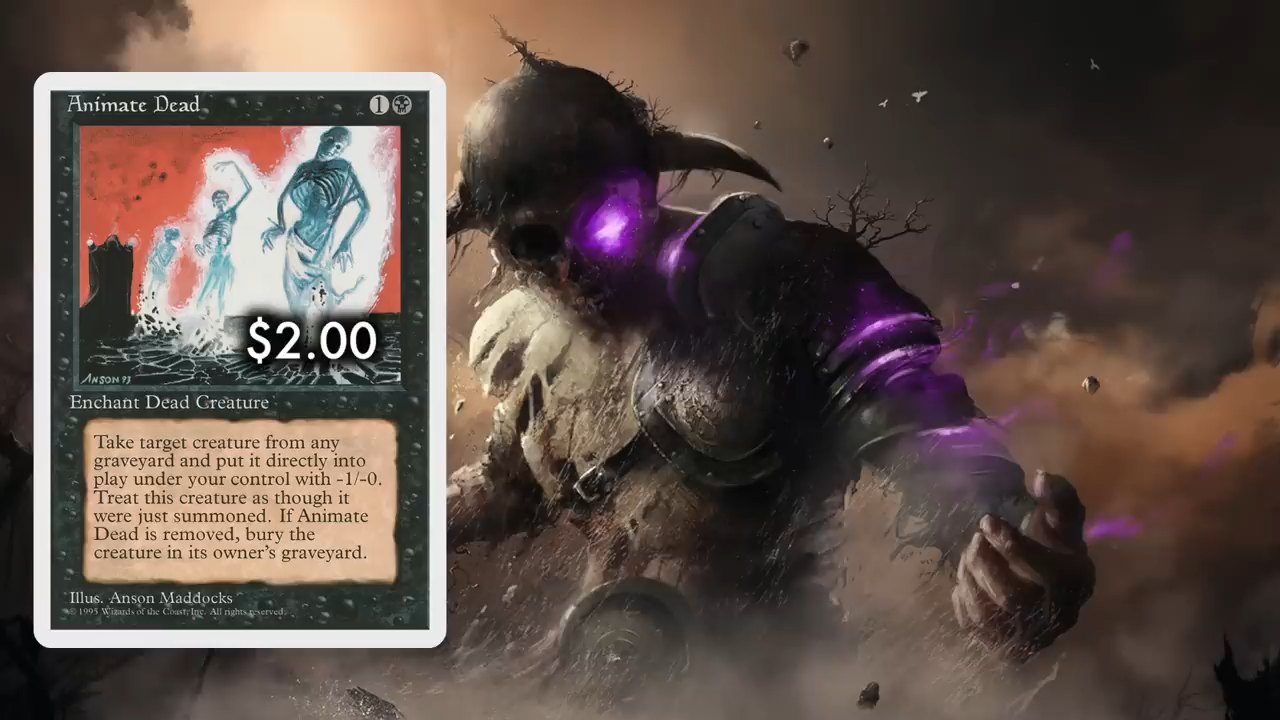 Animate Dead 1
ANSON 93
$2.00
Enchant Dead Creature
Take target creature from any
graveyard and put it directly into
play under your control with -1/-0.
Treat this creature as though it
were just summoned. If Animate
Dead is removed, bury the
creature in its owner's graveyard.
Illus. Anson Maddocks
© 1995 Wizards of the Coast, Inc. All rights reserved.